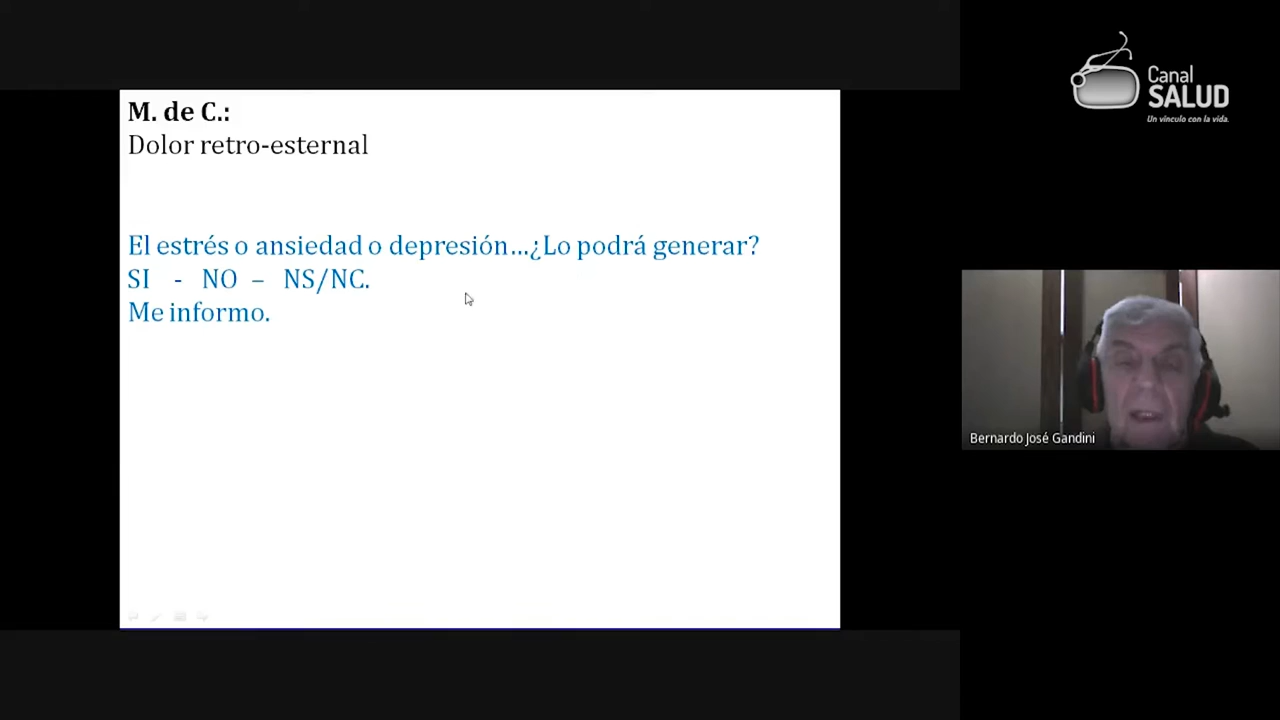 M. de C.:
Dolor retro-esternal
El estrés o ansiedad o depresión...¿Lo podrá generar?
SI - NO – NS/NC.
Me informo.
Canal
SALUD
Un vínculo con la vida.
Bernardo José Gandini